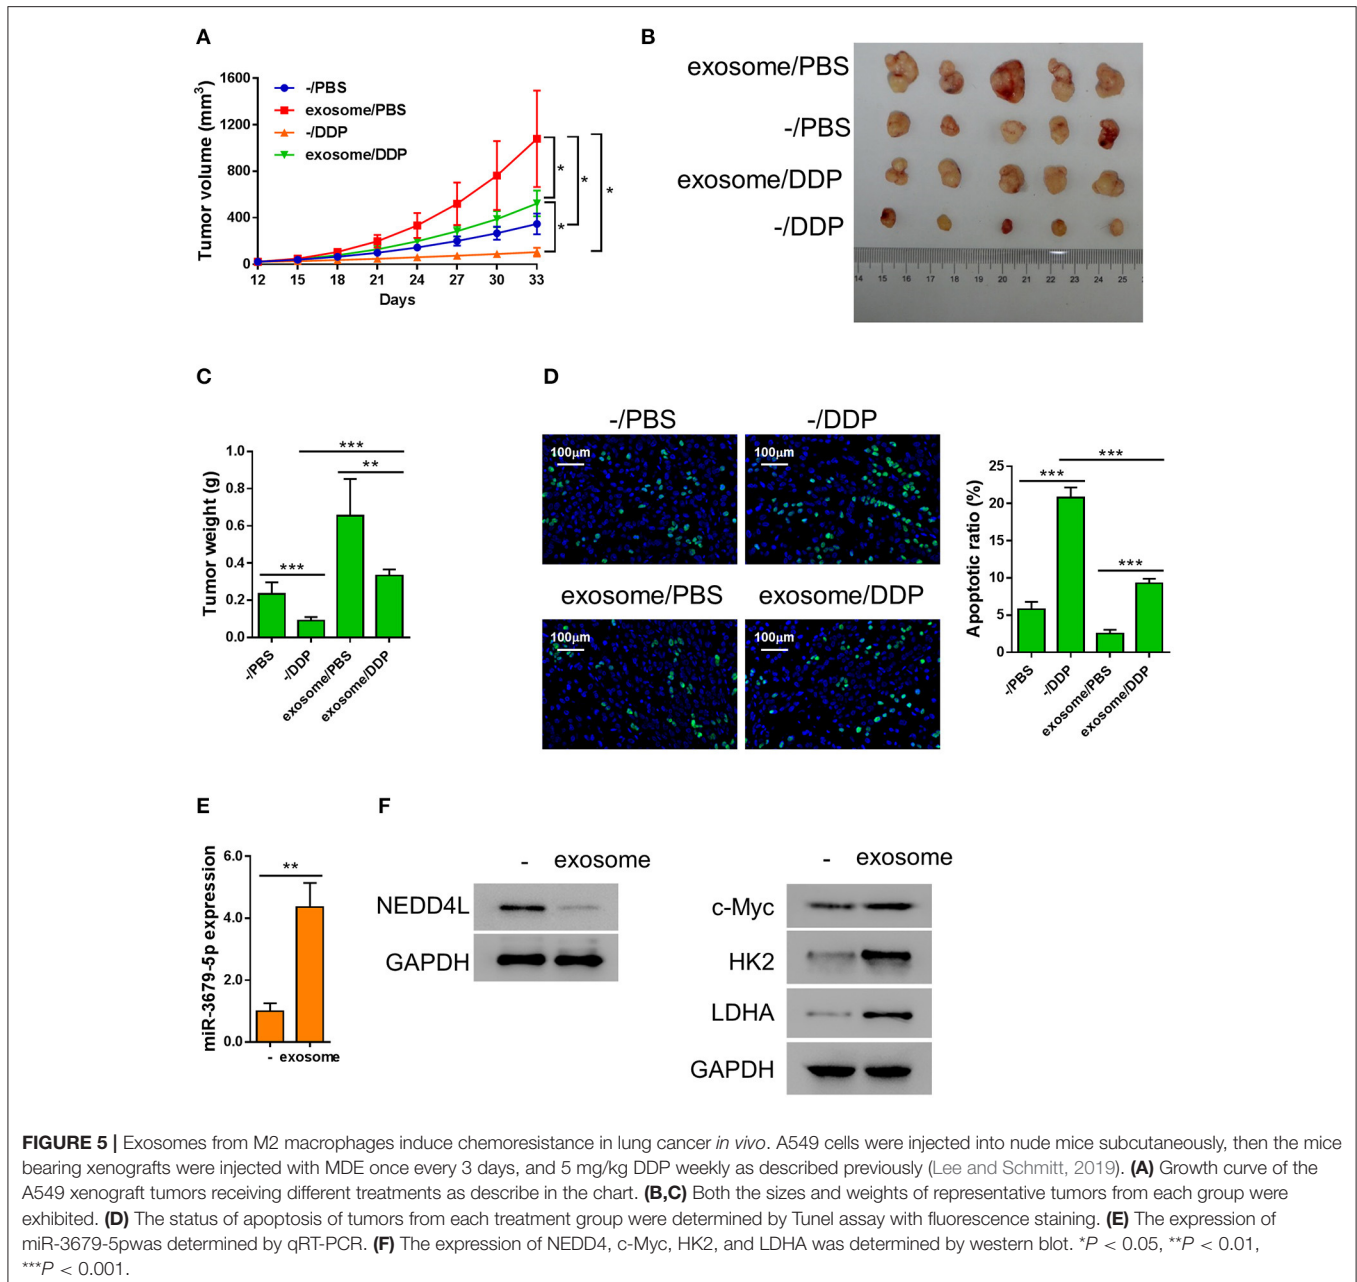 A
Tumor volume (mm3)
1600
1200
800
400
0
-/PBS
exosome/PBS
-/DDP
exosome/DDP
*
*
*
*
12 15 18 21 24 27 30 33
Days
B
exosome/PBS
-/PBS
exosome/DDP
-/DDP
14 15 16 17 18 19 20 21 22 23 24 25
C
Tumor weight (g)
1.0
0.8
0.6
0.4
0.2
0.0
***
**
***
-/PBS
-/DDP
exosome/PBS
exosome/DDP
D
-/PBS
-/DDP
100μm
100μm
exosome/PBS
exosome/DDP
100μm
100μm
Apoptotic ratio (%)
25
20
15
10
5
0
***
***
***
-/PBS
-/DDP
exosome/PBS
exosome/DDP
E
miR-3679-5p expression
6.0
4.0
2.0
0.0
**
- exosome
F
- exosome
NEDD4L
GAPDH
- exosome
c-Myc
HK2
LDHA
GAPDH
FIGURE 5 | Exosomes from M2 macrophages induce chemoresistance in lung cancer in vivo. A549 cells were injected into nude mice subcutaneously, then the mice
bearing xenografts were injected with MDE once every 3 days, and 5 mg/kg DDP weekly as described previously (Lee and Schmitt, 2019). (A) Growth curve of the
A549 xenograft tumors receiving different treatments as describe in the chart. (B,C) Both the sizes and weights of representative tumors from each group were
exhibited. (D) The status of apoptosis of tumors from each treatment group were determined by Tunel assay with fluorescence staining. (E) The expression of
miR-3679-5pwas determined by qRT-PCR. (F) The expression of NEDD4, c-Myc, HK2, and LDHA was determined by western blot. *P < 0.05, **P < 0.01,
***P < 0.001.